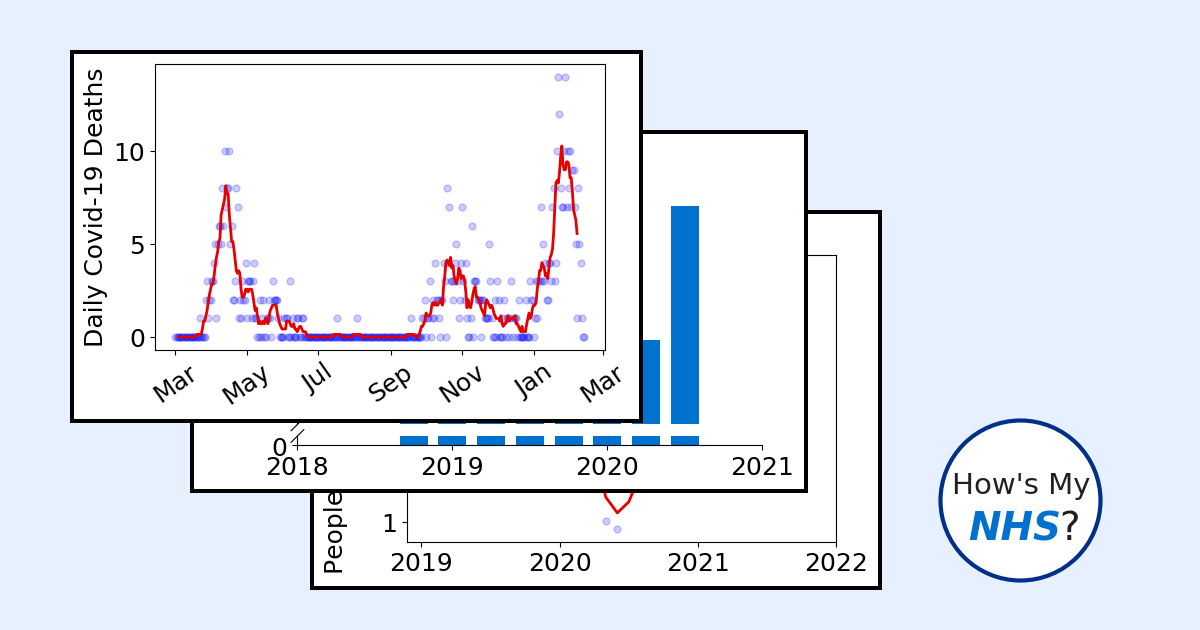 Daily Covid-19 Deaths
10
5
0
Mar May Jul Sep Nov Jan Mar
0
2018 2019 2020 2021
People
1
2019 2020 2021 2022
How's My
NHS?